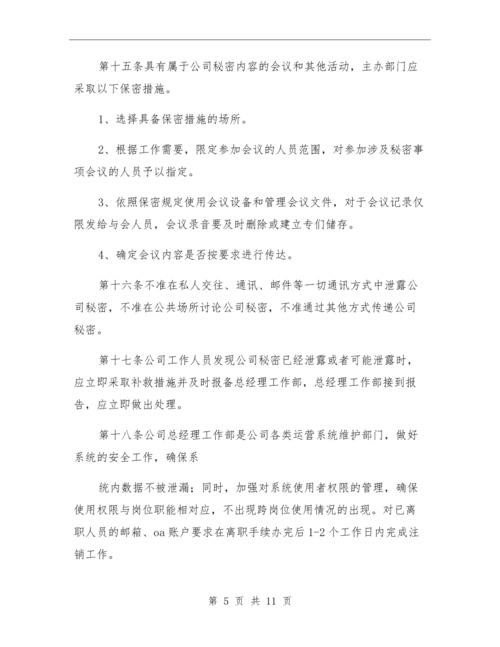 第十五条具有属于公司秘密内容的会议和其他活动，主办部门应
采取以下保密措施。
1、选择具备保密措施的场所。
2、根据工作需要，限定参加会议的人员范围，对参加涉及秘密事
项会议的人员予以指定。
3、依照保密规定使用会议设备和管理会议文件，对于会议记录仅
限发给与会人员，会议录音要及时删除或建立专们储存。
4、确定会议内容是否按要求进行传达。
第十六条不准在私人交往、通讯、邮件等一切通讯方式中泄露公
司秘密，不准在公共场所讨论公司秘密，不准通过其他方式传递公司
秘密。
第十七条公司工作人员发现公司秘密已经泄露或者可能泄露时，
应立即采取补救措施并及时报备总经理工作部，总经理工作部接到报
告，应立即做出处理。
第十八条公司总经理工作部是公司各类运营系统维护部门，做好
系统的安全工作，确保系
统内数据不被泄漏；同时，加强对系统使用者权限的管理，确保
使用权限与岗位职能相对应，不出现跨岗位使用情况的出现。对已离
职人员的邮箱、oa 账户要求在离职手续办完后 1-2 个工作日内完成注
销工作。
第 5 页 共 11 页